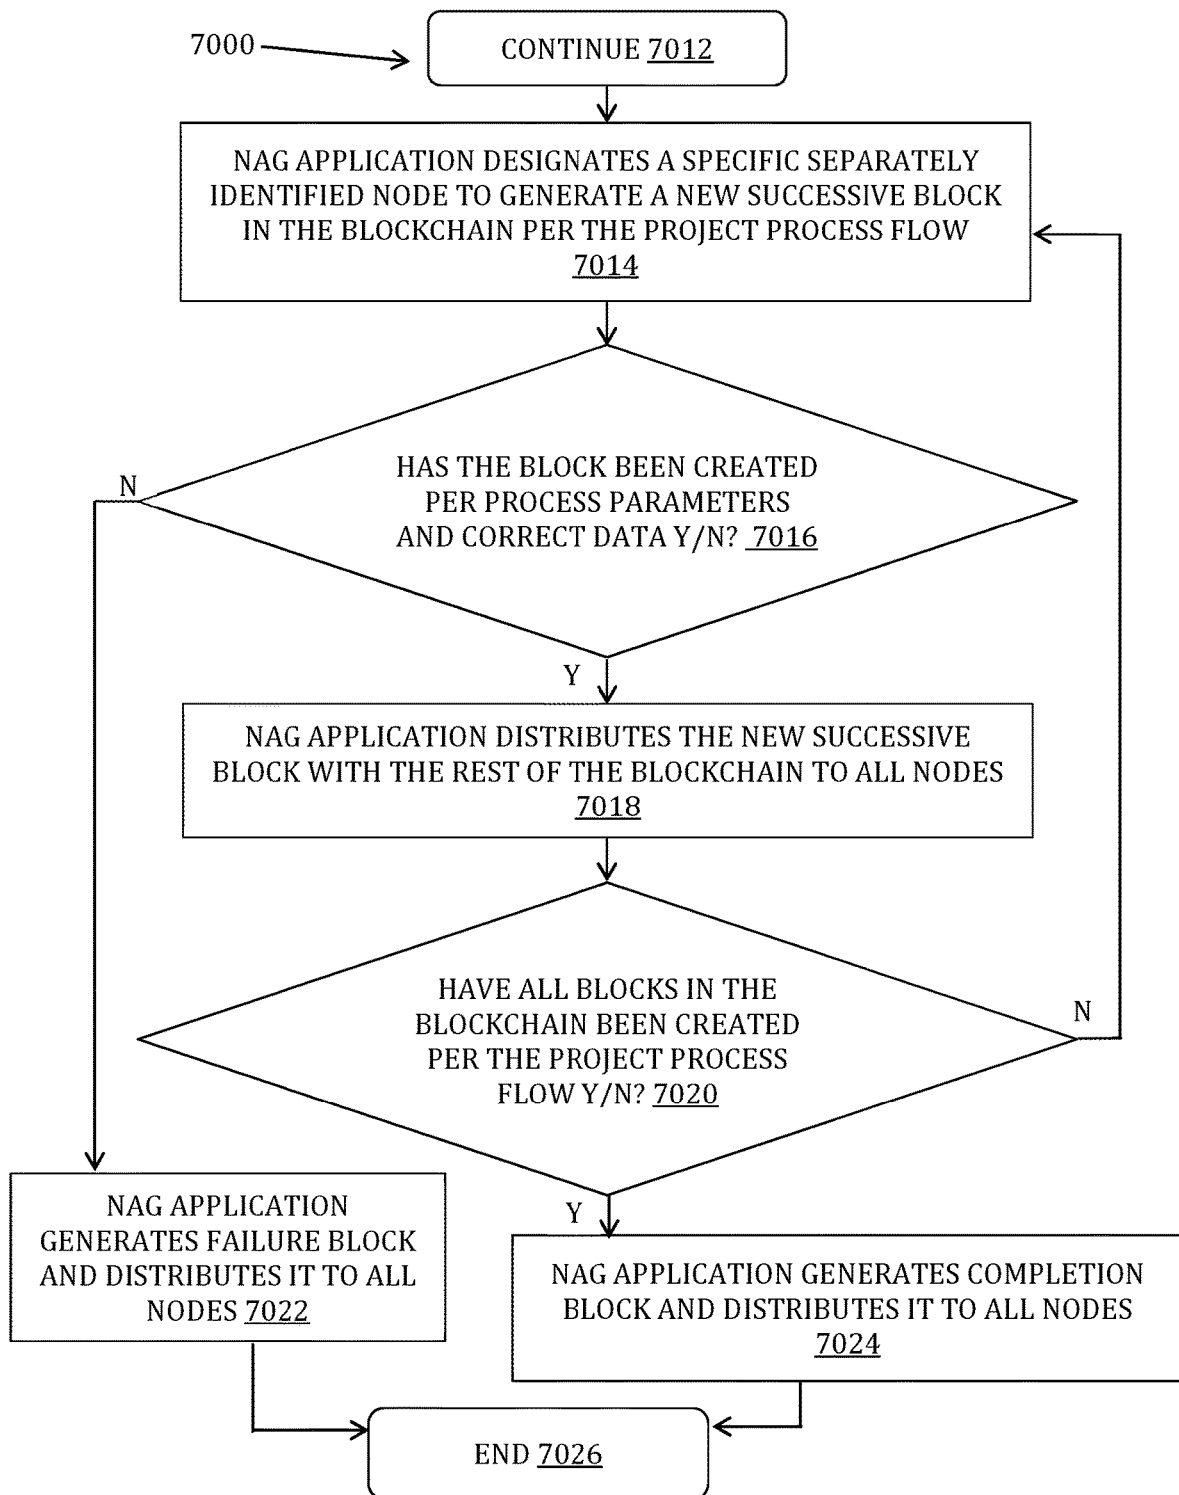 7000
CONTINUE 7012
NAG APPLICATION DESIGNATES A SPECIFIC SEPARATELY
IDENTIFIED NODE TO GENERATE A NEW SUCCESSIVE BLOCK
IN THE BLOCKCHAIN PER THE PROJECT PROCESS FLOW
7014
N
HAS THE BLOCK BEEN CREATED
PER PROCESS PARAMETERS
AND CORRECT DATA Y/N? 7016
Y
NAG APPLICATION DISTRIBUTES THE NEW SUCCESSIVE
BLOCK WITH THE REST OF THE BLOCKCHAIN TO ALL NODES
7018
HAVE ALL BLOCKS IN THE
BLOCKCHAIN BEEN CREATED
PER THE PROJECT PROCESS
FLOW Y/N? 7020
N
Y
NAG APPLICATION
GENERATES FAILURE BLOCK
AND DISTRIBUTES IT TO ALL
NODES 7022
NAG APPLICATION GENERATES COMPLETION
BLOCK AND DISTRIBUTES IT TO ALL NODES
7024
END 7026